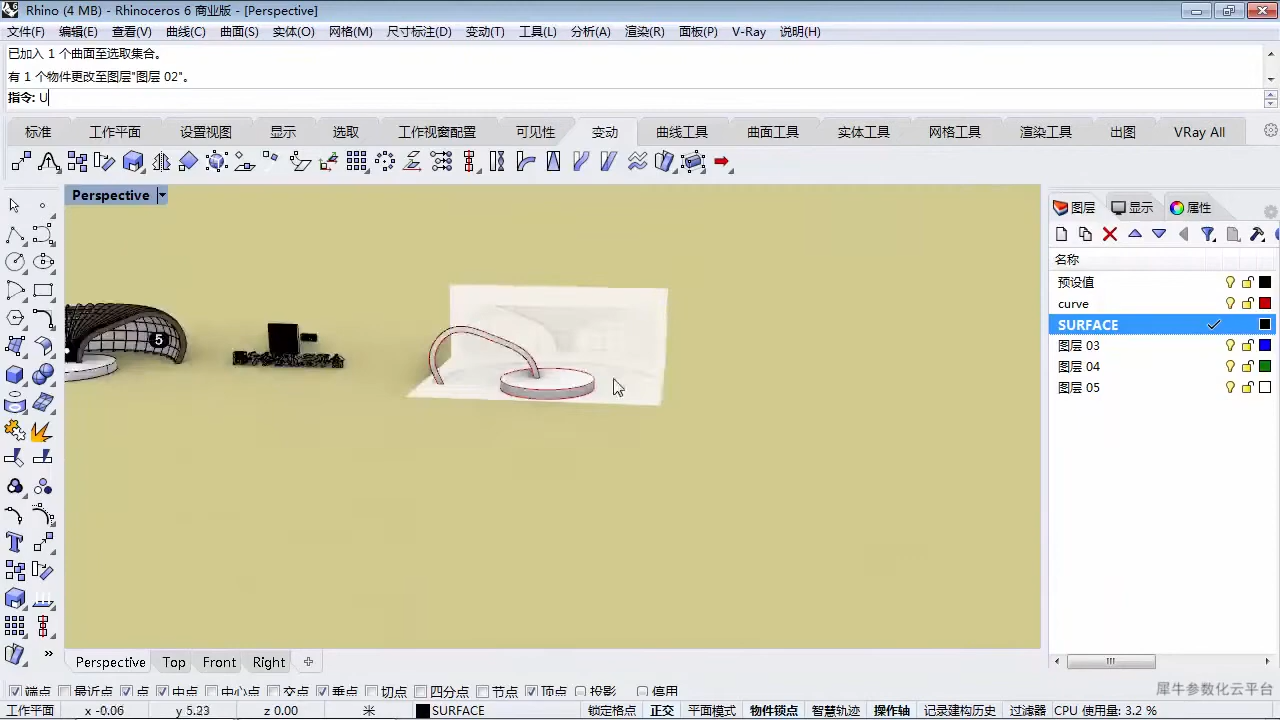 Rhino (4 MB) - Rhinoceros 6 商业版 - [Perspective]
文件(F) 编辑(E) 查看(V) 曲线(C) 曲面(S) 实体(O) 网格(M) 尺寸标注(D) 变动(T) 工具(L) 分析(A) 渲染(R) 面板(P) V-Ray 说明(H)
已加入 1 个曲面至选取集合。
有 1 个物件更改至图层"图层 02"。
指令: U
标准 工作平面 设置视图 显示 选取 工作视窗配置 可见性 变动 曲线工具 曲面工具 实体工具 网格工具 渲染工具 出图 VRay All
Perspective
图层 显示 属性
名称
预设值
curve
SURFACE
图层 03
图层 04
图层 05
5
Perspective Top Front Right
端点 最近点 点 中点 中心点 交点 垂点 切点 四分点 节点 顶点 投影 停用
犀牛参数化云平台
工作平面 x -0.06 y 5.23 z 0.00 米 SURFACE 锁定格点 正交 平面模式 物件锁点 智慧轨迹 操作轴 记录建构历史 过滤器 CPU 使用量: 3.2 %